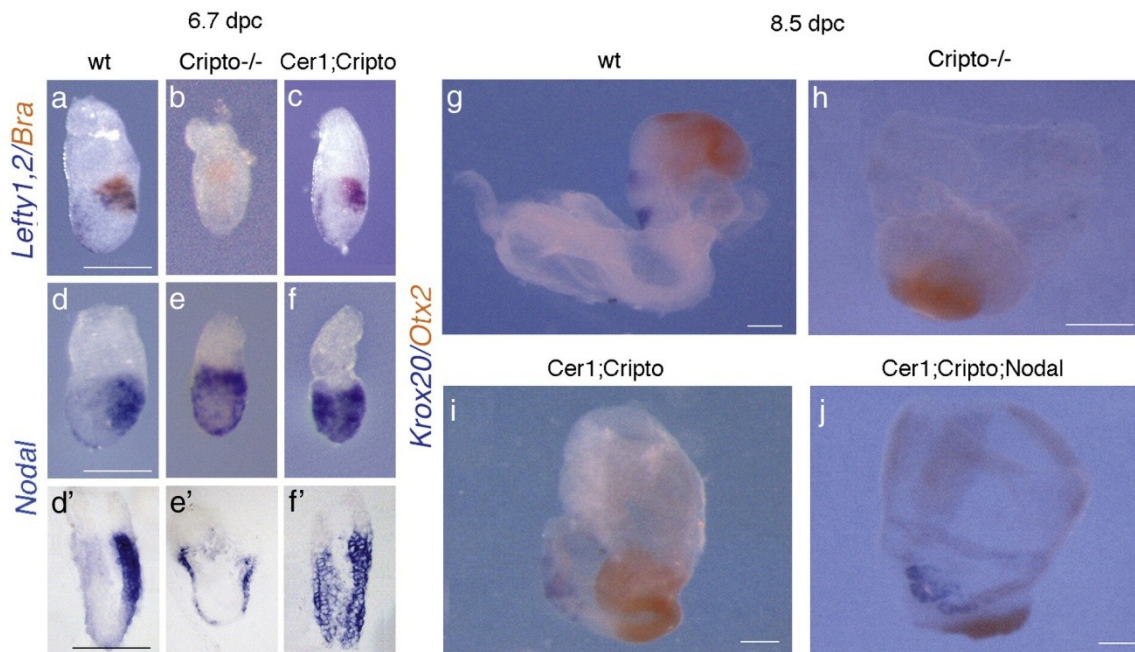 6.7 dpc
8.5 dpc
wt
Cripto-/-
Cer1;Cripto
wt
Cripto-/-
Lefty1,2/Bra
a
b
c
g
h
d
e
f
Krox20/Otx2
Cer1;Cripto
Cer1;Cripto;Nodal
Nodal
i
j
d'
e'
f'